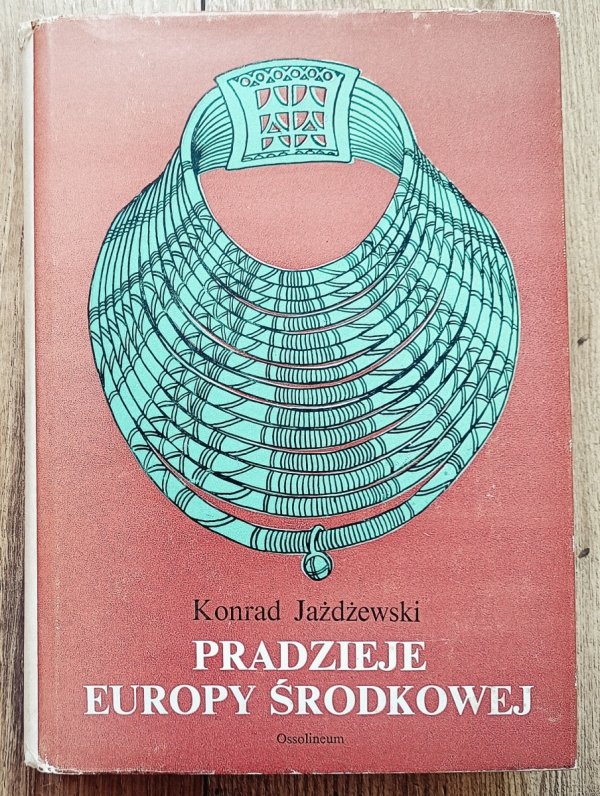 Konrad Jażdżewski
PRADZIEJE
EUROPY ŚRODKOWEJ
Ossolineum